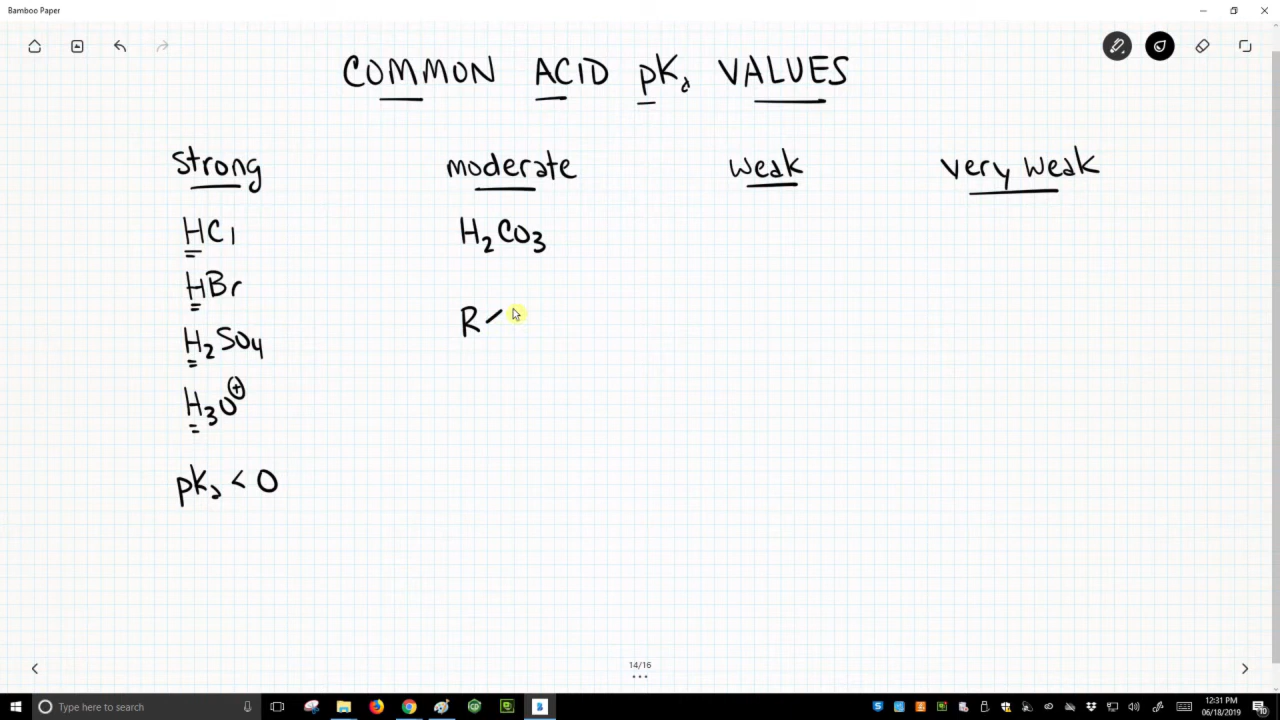 Bamboo Paper
COMMON ACID pKa VALUES
strong moderate weak very weak
HCl H₂CO₃
HBr
R
H₂SO₄
H₃O⊕
pKa < 0
14/16
Type here to search
12:31 PM
06/18/2019
10